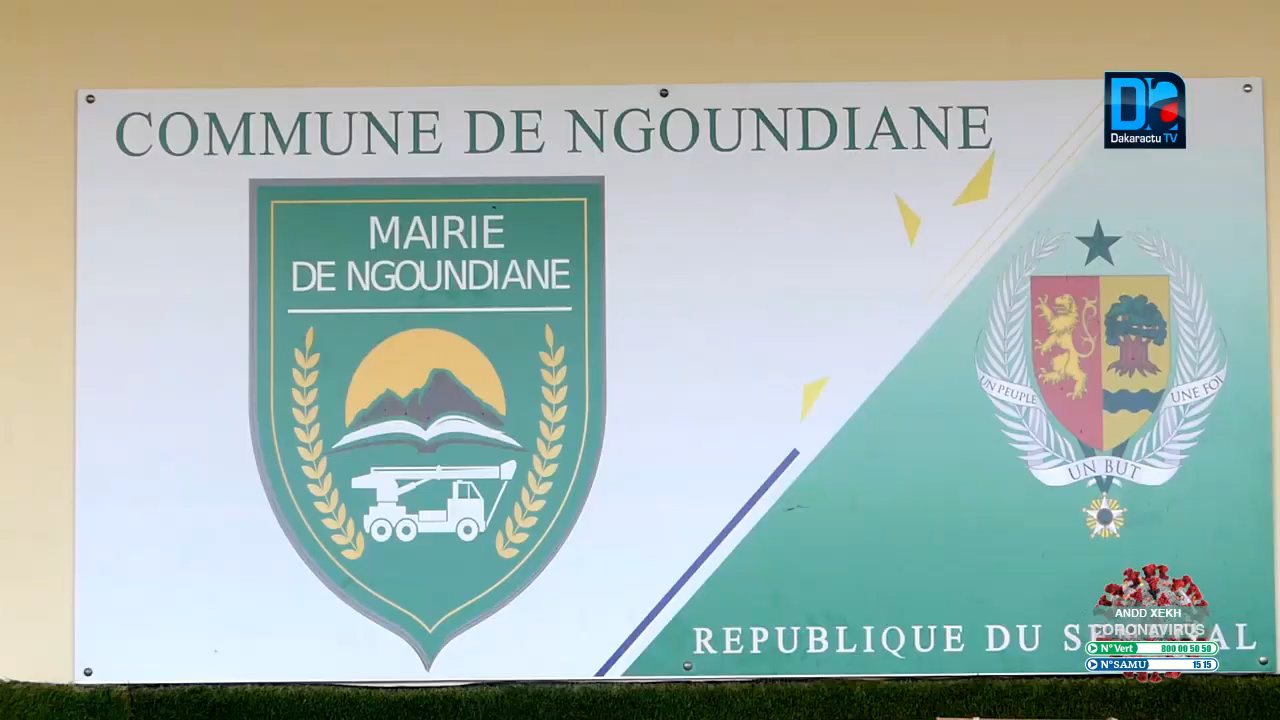 COMMUNE DE NGOUNDIANE
Dakaractu TV
MAIRIE
DE NGOUNDIANE
UN PEUPLE
UN BUT
UNE FOI
REPUBLIQUE DU
ANDD XEKH
CORONAVIRUS
N° Vert 800 00 50 50
N° SAMU 15 15